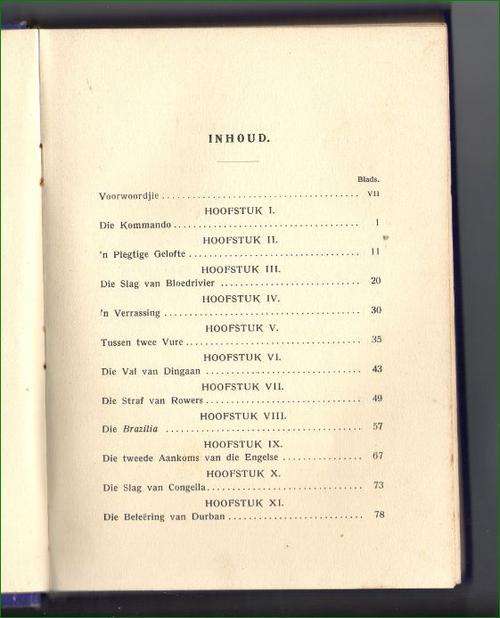 INHOUD.
Blads.
Voorwoordjie ........................................ VII
HOOFSTUK I.
Die Kommando ........................................ 1
HOOFSTUK II.
'n Plegtige Gelofte ........................................ 11
HOOFSTUK III.
Die Slag van Bloedrivier ........................................ 20
HOOFSTUK IV.
'n Verrassing ........................................ 30
HOOFSTUK V.
Tussen twee Vure ........................................ 35
HOOFSTUK VI.
Die Val van Dingaan ........................................ 43
HOOFSTUK VII.
Die Straf van Rowers ........................................ 49
HOOFSTUK VIII.
Die Brazilia ........................................ 57
HOOFSTUK IX.
Die tweede Aankoms van die Engelse ................ 67
HOOFSTUK X.
Die Slag van Congella ................................ 73
HOOFSTUK XI.
Die Beleëring van Durban ............................ 78